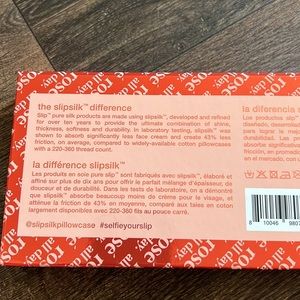 rosé all day.
the slipsilk™ difference
Slip™ pure silk products are made using slipsilk™, developed and refined
for over ten years to provide the ultimate combination of shine,
thickness, softness and durability. In laboratory testing, slipsilk™ was
shown to absorb significantly less face cream and create 43% less
friction, on average, compared to widely-available cotton pillowcases
with a 220-360 thread count.
la différence slipsilk™
Les produits en soie pure slip™ sont fabriqués avec slipsilk™, élaboré et
affiné sur plus de dix ans pour offrir le parfait mélange d'épaisseur, de
douceur et de durabilité. Dans les tests en laboratoire, on a démontré
que slipsilk™ absorbe beaucoup moins de crème pour le visage, et
atténue la friction de 43% en moyenne, comparé aux taies en coton
largement disponibles avec 220-360 fils au pouce carré.
@slipsilkpillowcase #selfieyourslip
la diferencia
Los productos slip™
diseñado, desarrollado
para lograr la mejor
durabilidad. Las
absorbe
fricción, en promedio
el mercado con
8 10046 9807